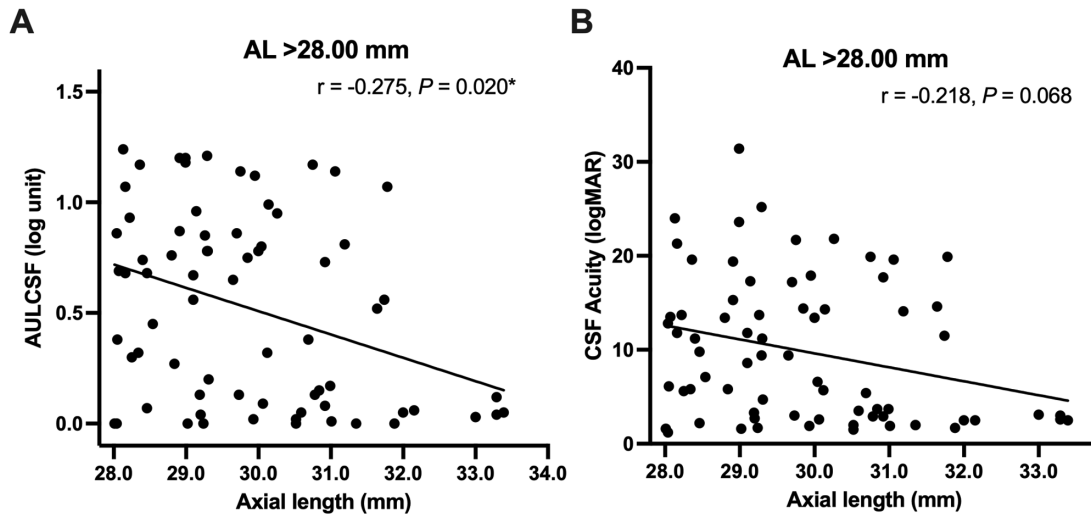 A
AL >28.00 mm
r = -0.275, P = 0.020*
1.5
1.0
0.5
0.0
AULCSF (log unit)
28.0 29.0 30.0 31.0 32.0 33.0 34.0
Axial length (mm)
B
AL >28.00 mm
r = -0.218, P = 0.068
40
30
20
10
0
CSF Acuity (logMAR)
28.0 29.0 30.0 31.0 32.0 33.0
Axial length (mm)